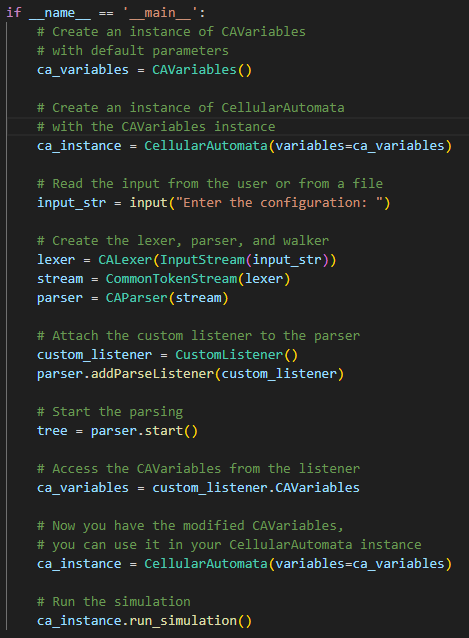 if __name__ == '__main__':
    # Create an instance of CAVariables
    # with default parameters
    ca_variables = CAVariables()

    # Create an instance of CellularAutomata
    # with the CAVariables instance
    ca_instance = CellularAutomata(variables=ca_variables)

    # Read the input from the user or from a file
    input_str = input("Enter the configuration: ")

    # Create the lexer, parser, and walker
    lexer = CALexer(InputStream(input_str))
    stream = CommonTokenStream(lexer)
    parser = CAParser(stream)

    # Attach the custom listener to the parser
    custom_listener = CustomListener()
    parser.addParseListener(custom_listener)

    # Start the parsing
    tree = parser.start()

    # Access the CAVariables from the listener
    ca_variables = custom_listener.CAVariables

    # Now you have the modified CAVariables,
    # you can use it in your CellularAutomata instance
    ca_instance = CellularAutomata(variables=ca_variables)

    # Run the simulation
    ca_instance.run_simulation()